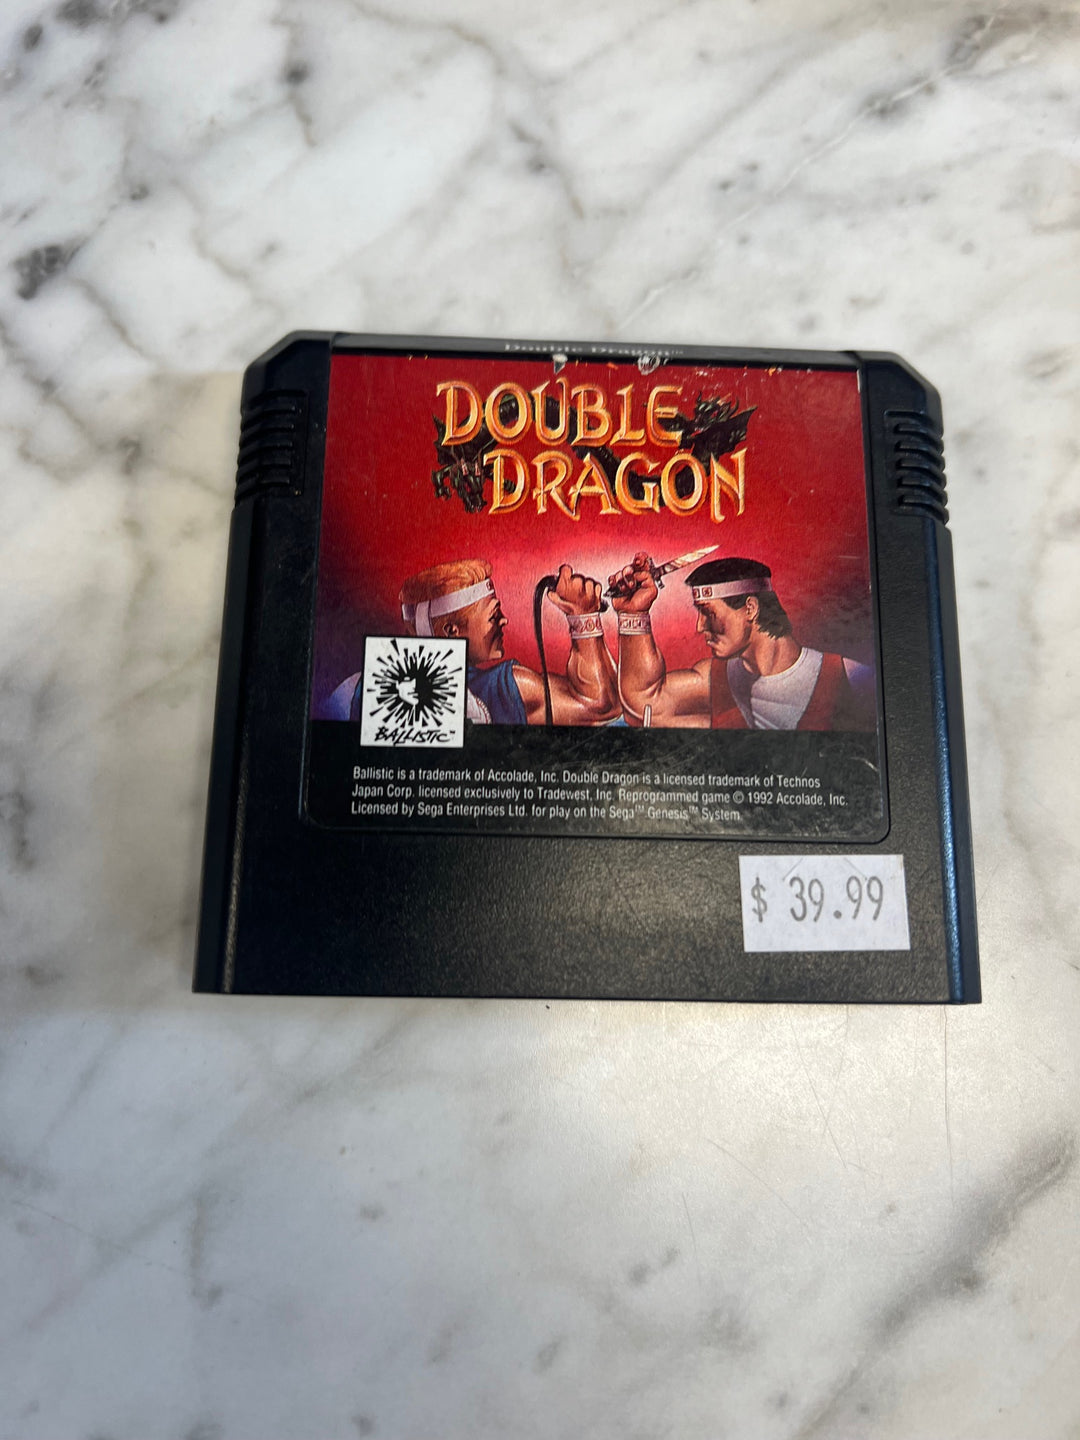 Double Dragon™
DOUBLE
DRAGON
BALLISTIC™
Ballistic is a trademark of Accolade, Inc. Double Dragon is a licensed trademark of Technos
Japan Corp. licensed exclusively to Tradewest, Inc. Reprogrammed game © 1992 Accolade, Inc.
Licensed by Sega Enterprises Ltd. for play on the Sega™ Genesis™ System.
$ 39.99